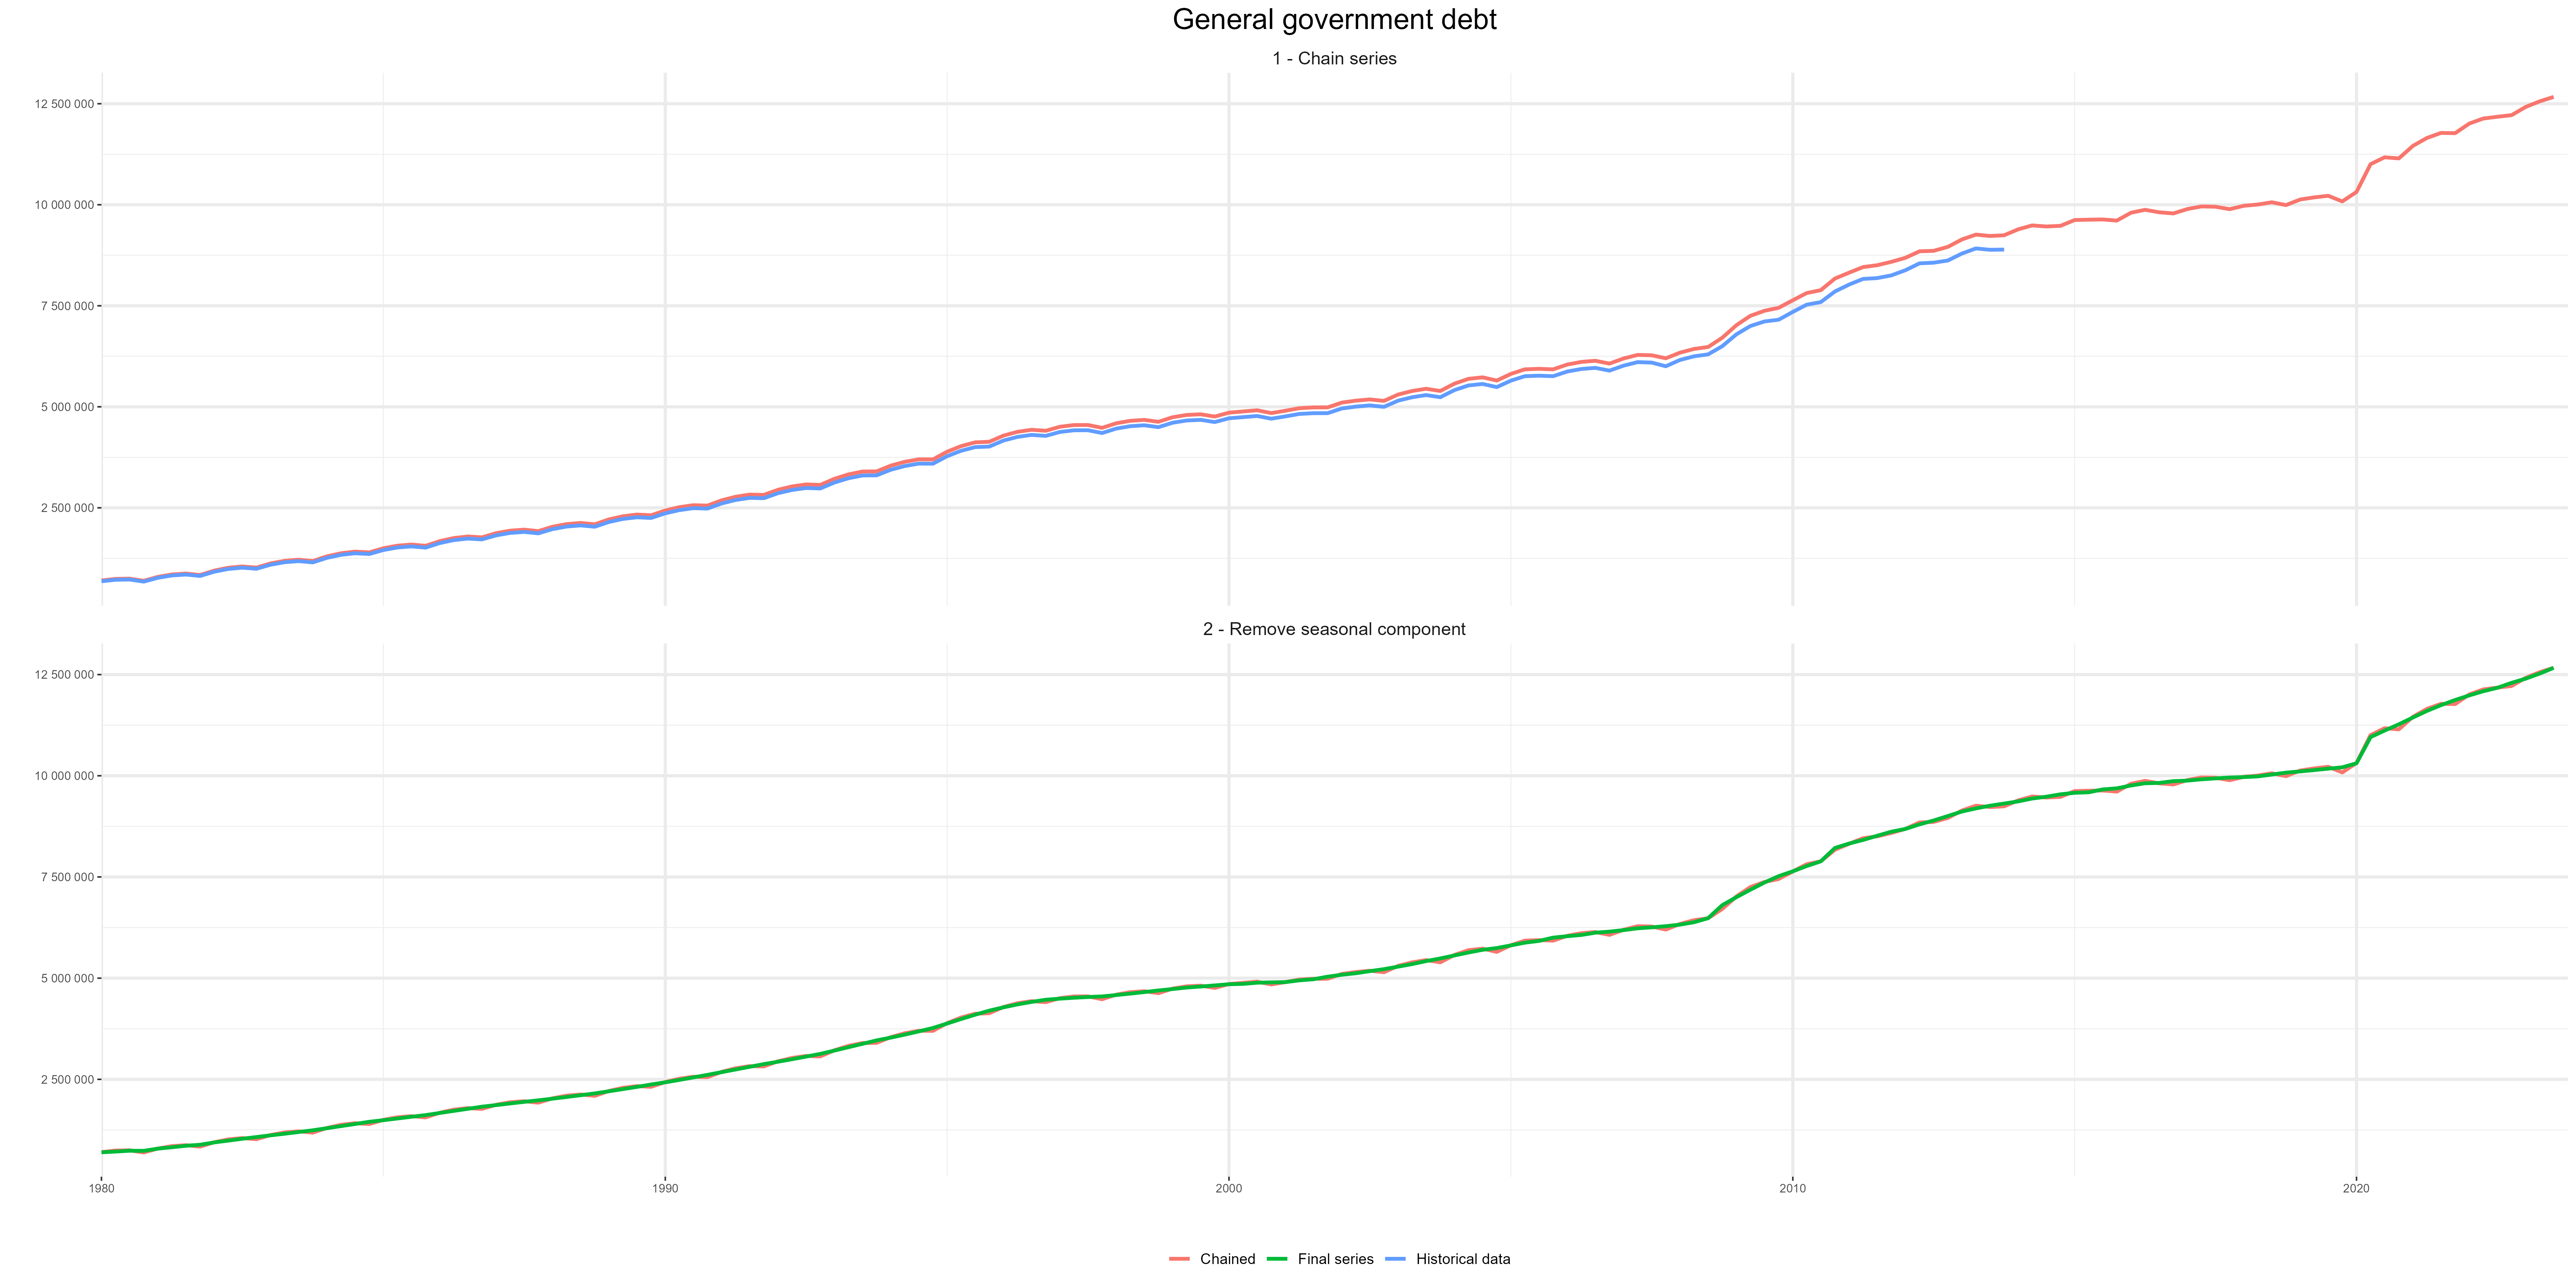 General government debt
1 - Chain series
12 500 000
10 000 000
7 500 000
5 000 000
2 500 000
2 - Remove seasonal component
12 500 000
10 000 000
7 500 000
5 000 000
2 500 000
1980 1990 2000 2010 2020
Chained Final series Historical data